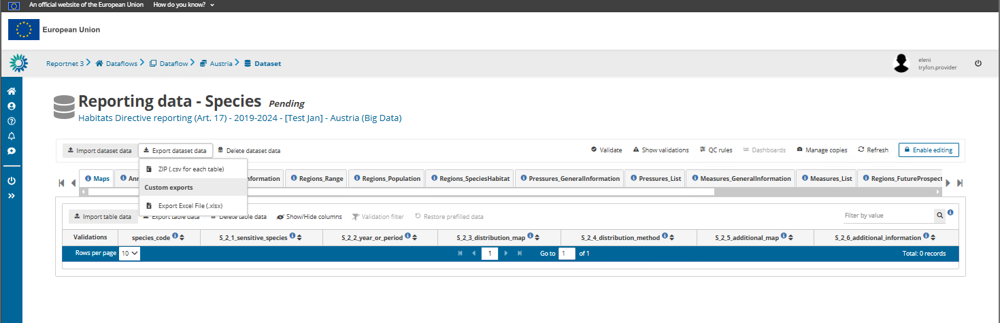 An official website of the European Union How do you know?
European Union
Reportnet 3 Dataflows Dataflow Austria Dataset
eleni
tryfon.provider
Reporting data - Species Pending
Habitats Directive reporting (Art. 17) - 2019-2024 - [Test Jan] - Austria (Big Data)
Import dataset data Export dataset data Delete dataset data Validate Show validations QC rules Dashboards Manage copies Refresh Enable editing
ZIP (.csv for each table)
Custom exports
Export Excel File (.xlsx)
Maps Regions_Range Regions_Population Regions_SpeciesHabitat Pressures_GeneralInformation Pressures_List Measures_GeneralInformation Measures_List Regions_FutureProspect
Import table data Export table data Delete table data Show/Hide columns Validation filter Restore prefilled data Filter by value
Validations species_code S_2_1_sensitive_species S_2_2_year_or_period S_2_3_distribution_map S_2_4_distribution_method S_2_5_additional_map S_2_6_additional_information
Rows per page 10 1 Go to 1 of 1 Total: 0 records